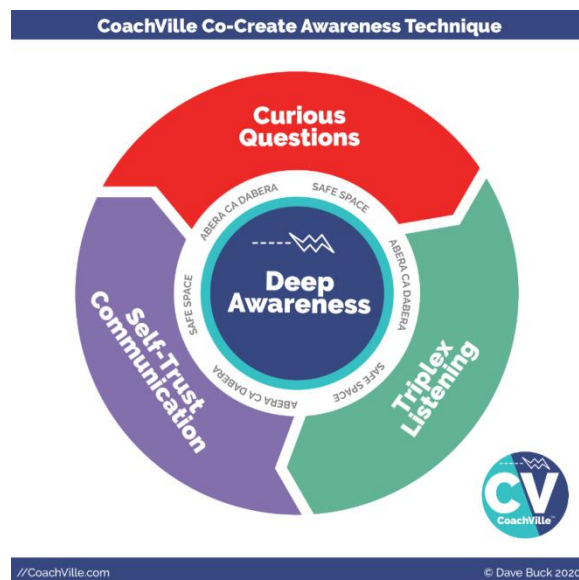 CoachVille Co-Create Awareness Technique
Curious
Questions
ABERA CA DABERA
SAFE SPACE
ABERA CA DABERA
SAFE SPACE
ABERA CA DABERA
SAFE SPACE
Deep
Awareness
Triplex
Listening
Self-Trust
Communication
CV
CoachVille™
//CoachVille.com
© Dave Buck 2020